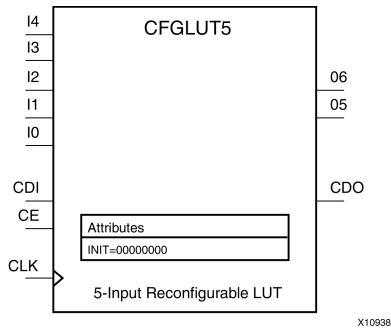 CFGLUT5
I4
I3
I2
I1
I0
O6
O5
CDI
CE
CLK
CDO
Attributes
INIT=00000000
5-Input Reconfigurable LUT
X10938